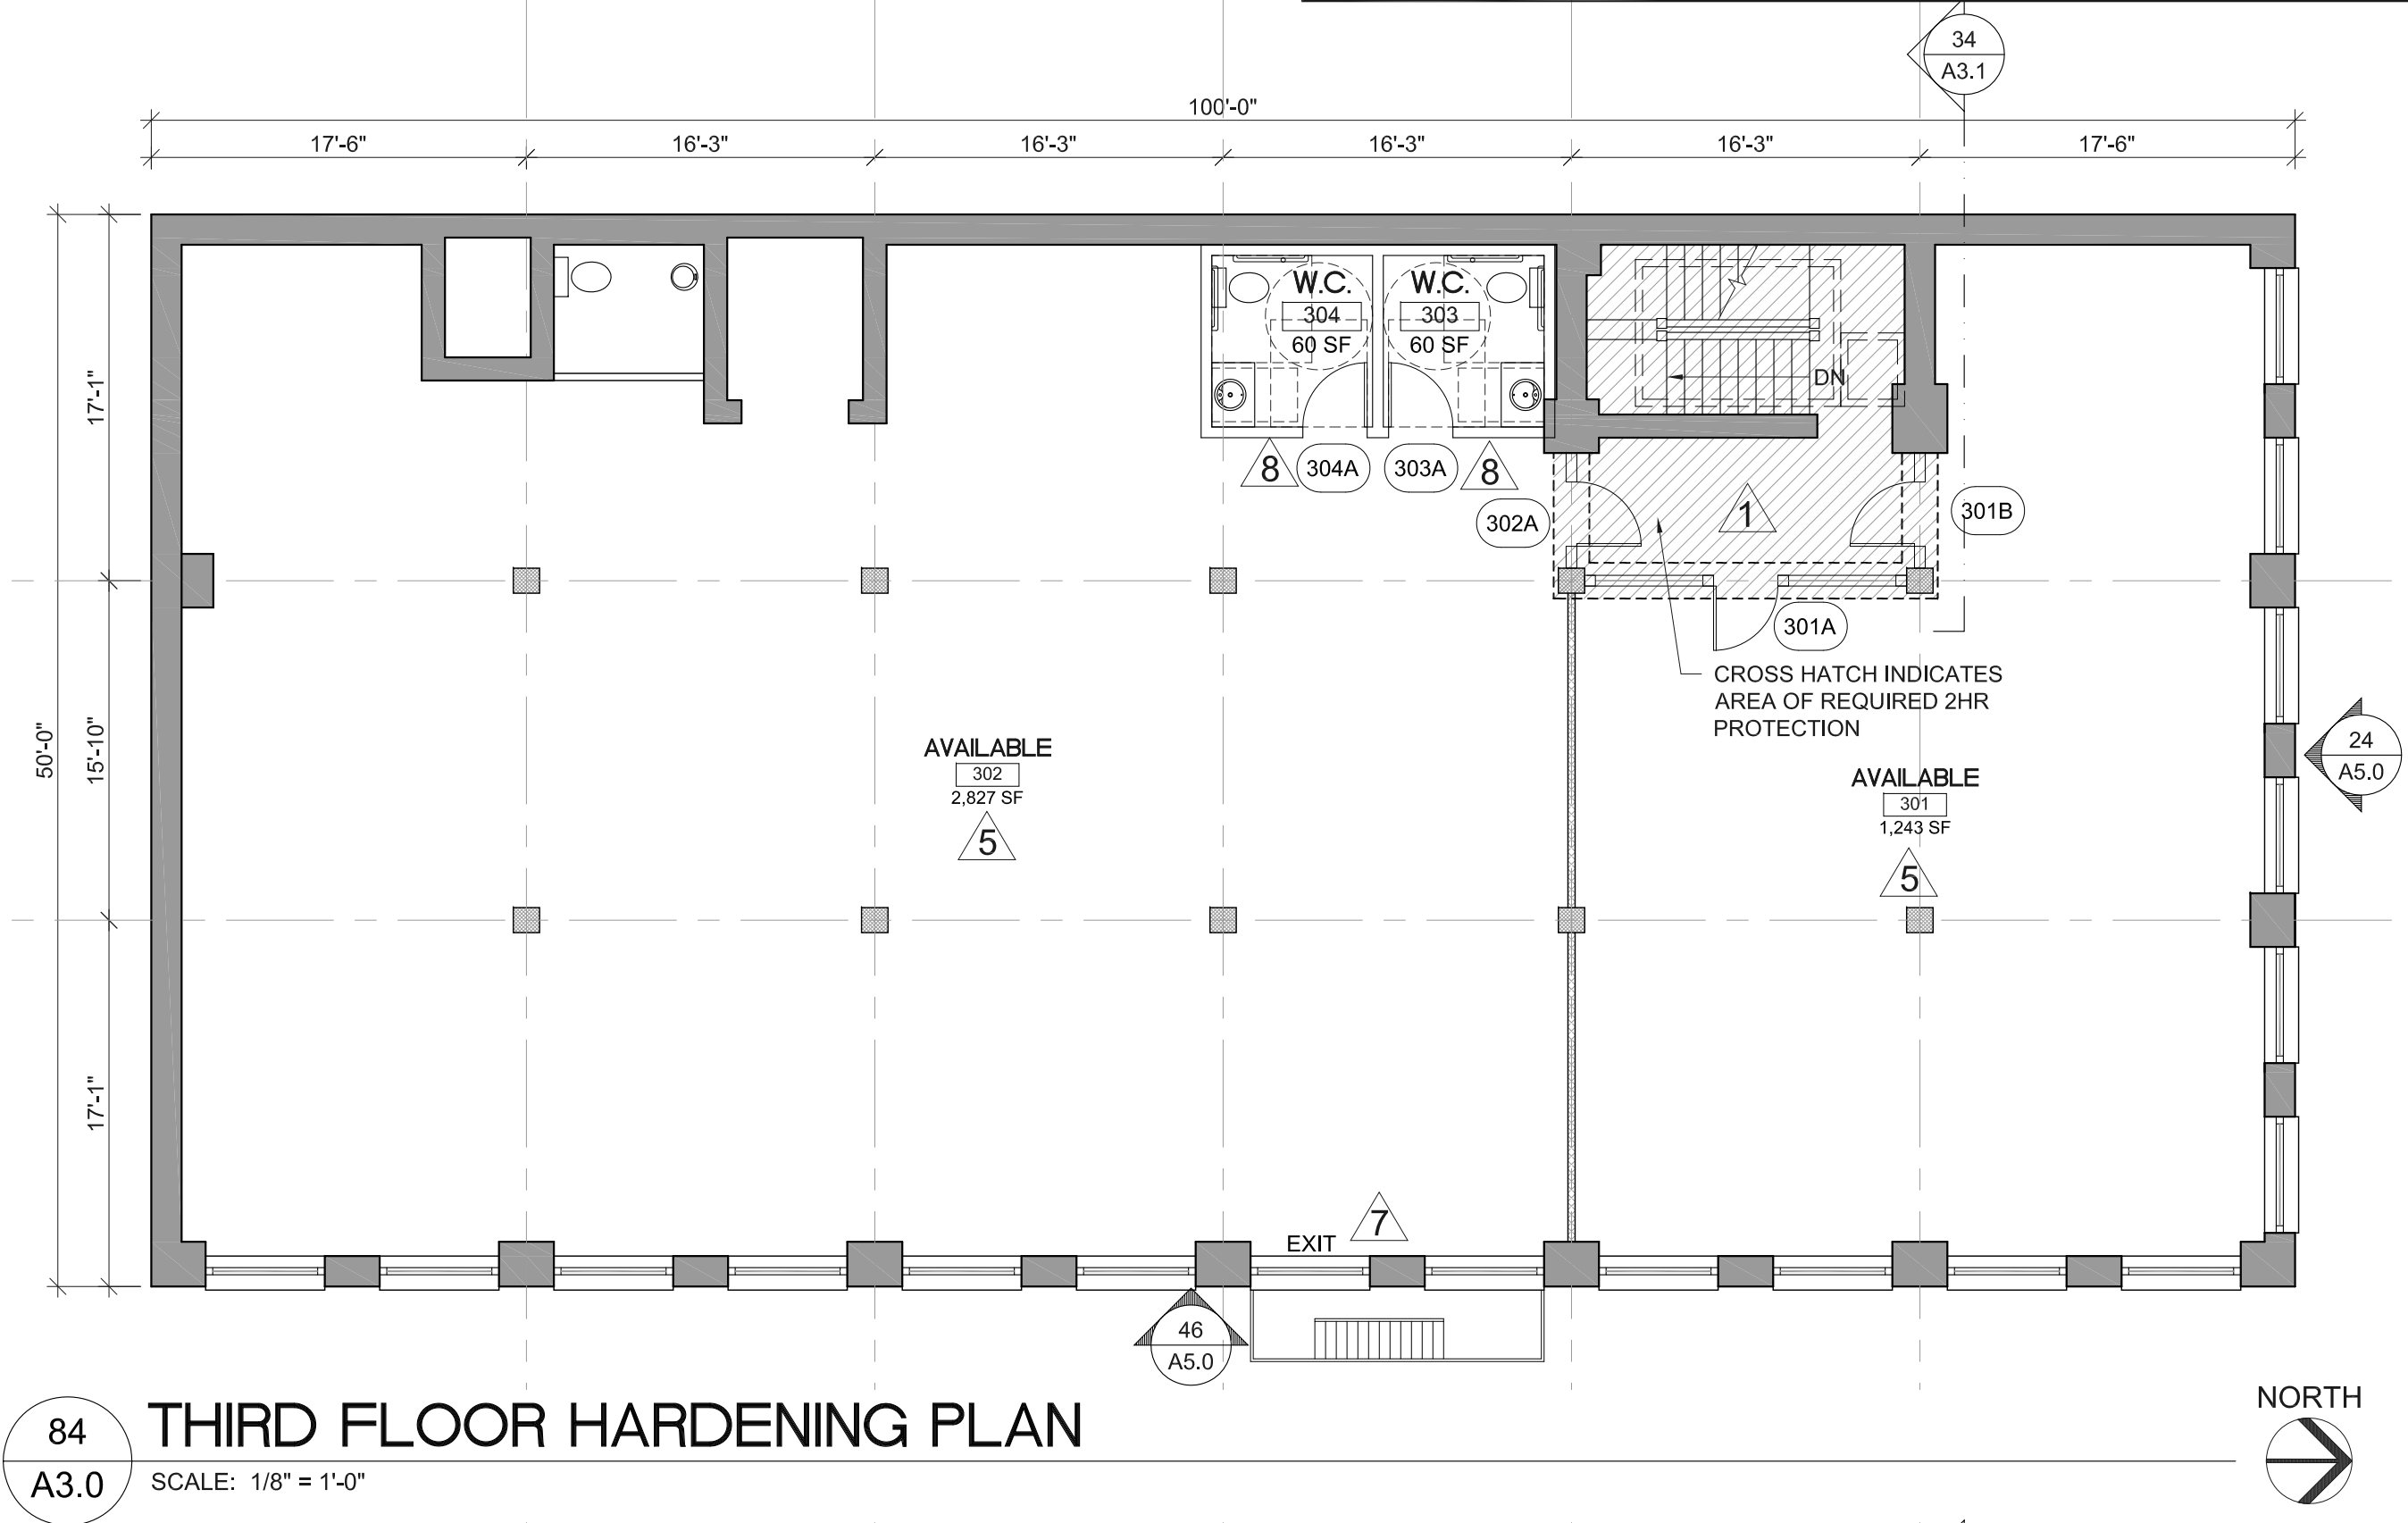 34
A3.1
100'-0"
17'-6"
16'-3"
16'-3"
16'-3"
16'-3"
17'-6"
50'-0"
17'-1"
15'-10"
17'-1"
W.C.
304
60 SF
W.C.
303
60 SF
DN
8
304A
303A
8
302A
1
301B
301A
CROSS HATCH INDICATES
AREA OF REQUIRED 2HR
PROTECTION
AVAILABLE
302
2,827 SF
5
AVAILABLE
301
1,243 SF
5
24
A5.0
EXIT
7
46
A5.0
84
A3.0
THIRD FLOOR HARDENING PLAN
SCALE: 1/8" = 1'-0"
NORTH